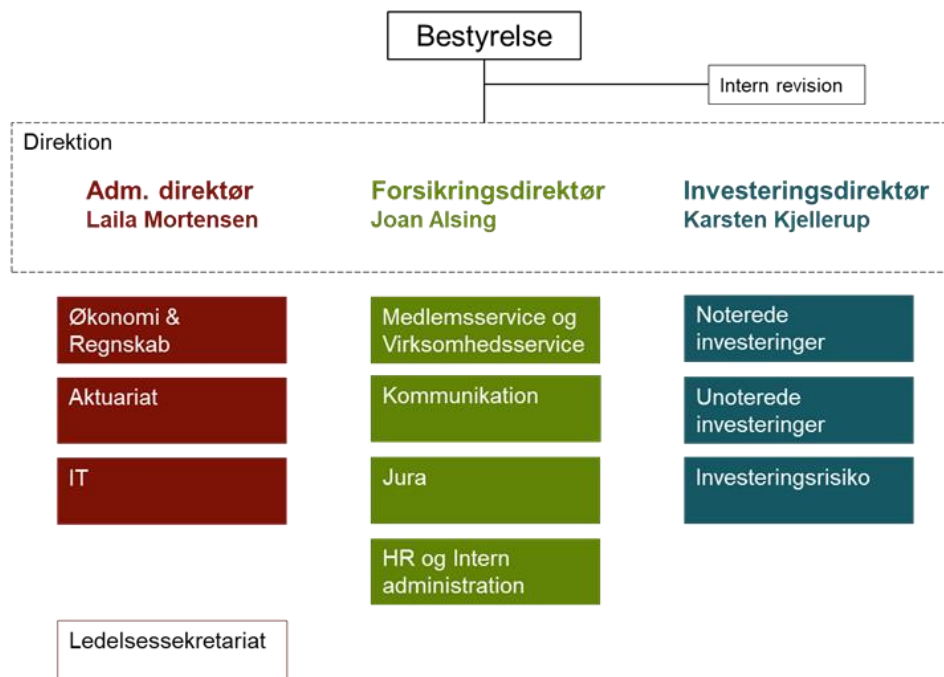 Bestyrelse
Intern revision
Direktion
Adm. direktør
Laila Mortensen
Forsikringsdirektør
Joan Alsing
Investeringsdirektør
Karsten Kjellerup
Økonomi &
Regnskab
Aktuariat
IT
Ledelsessekretariat
Medlemsservice og
Virksomhedsservice
Kommunikation
Jura
HR og Intern
administration
Noterede
investeringer
Unoterede
investeringer
Investeringsrisiko